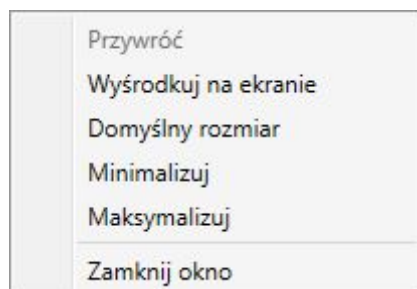 Przywróć
Wyśrodkuj na ekranie
Domyślny rozmiar
Minimalizuj
Maksymalizuj
Zamknij okno